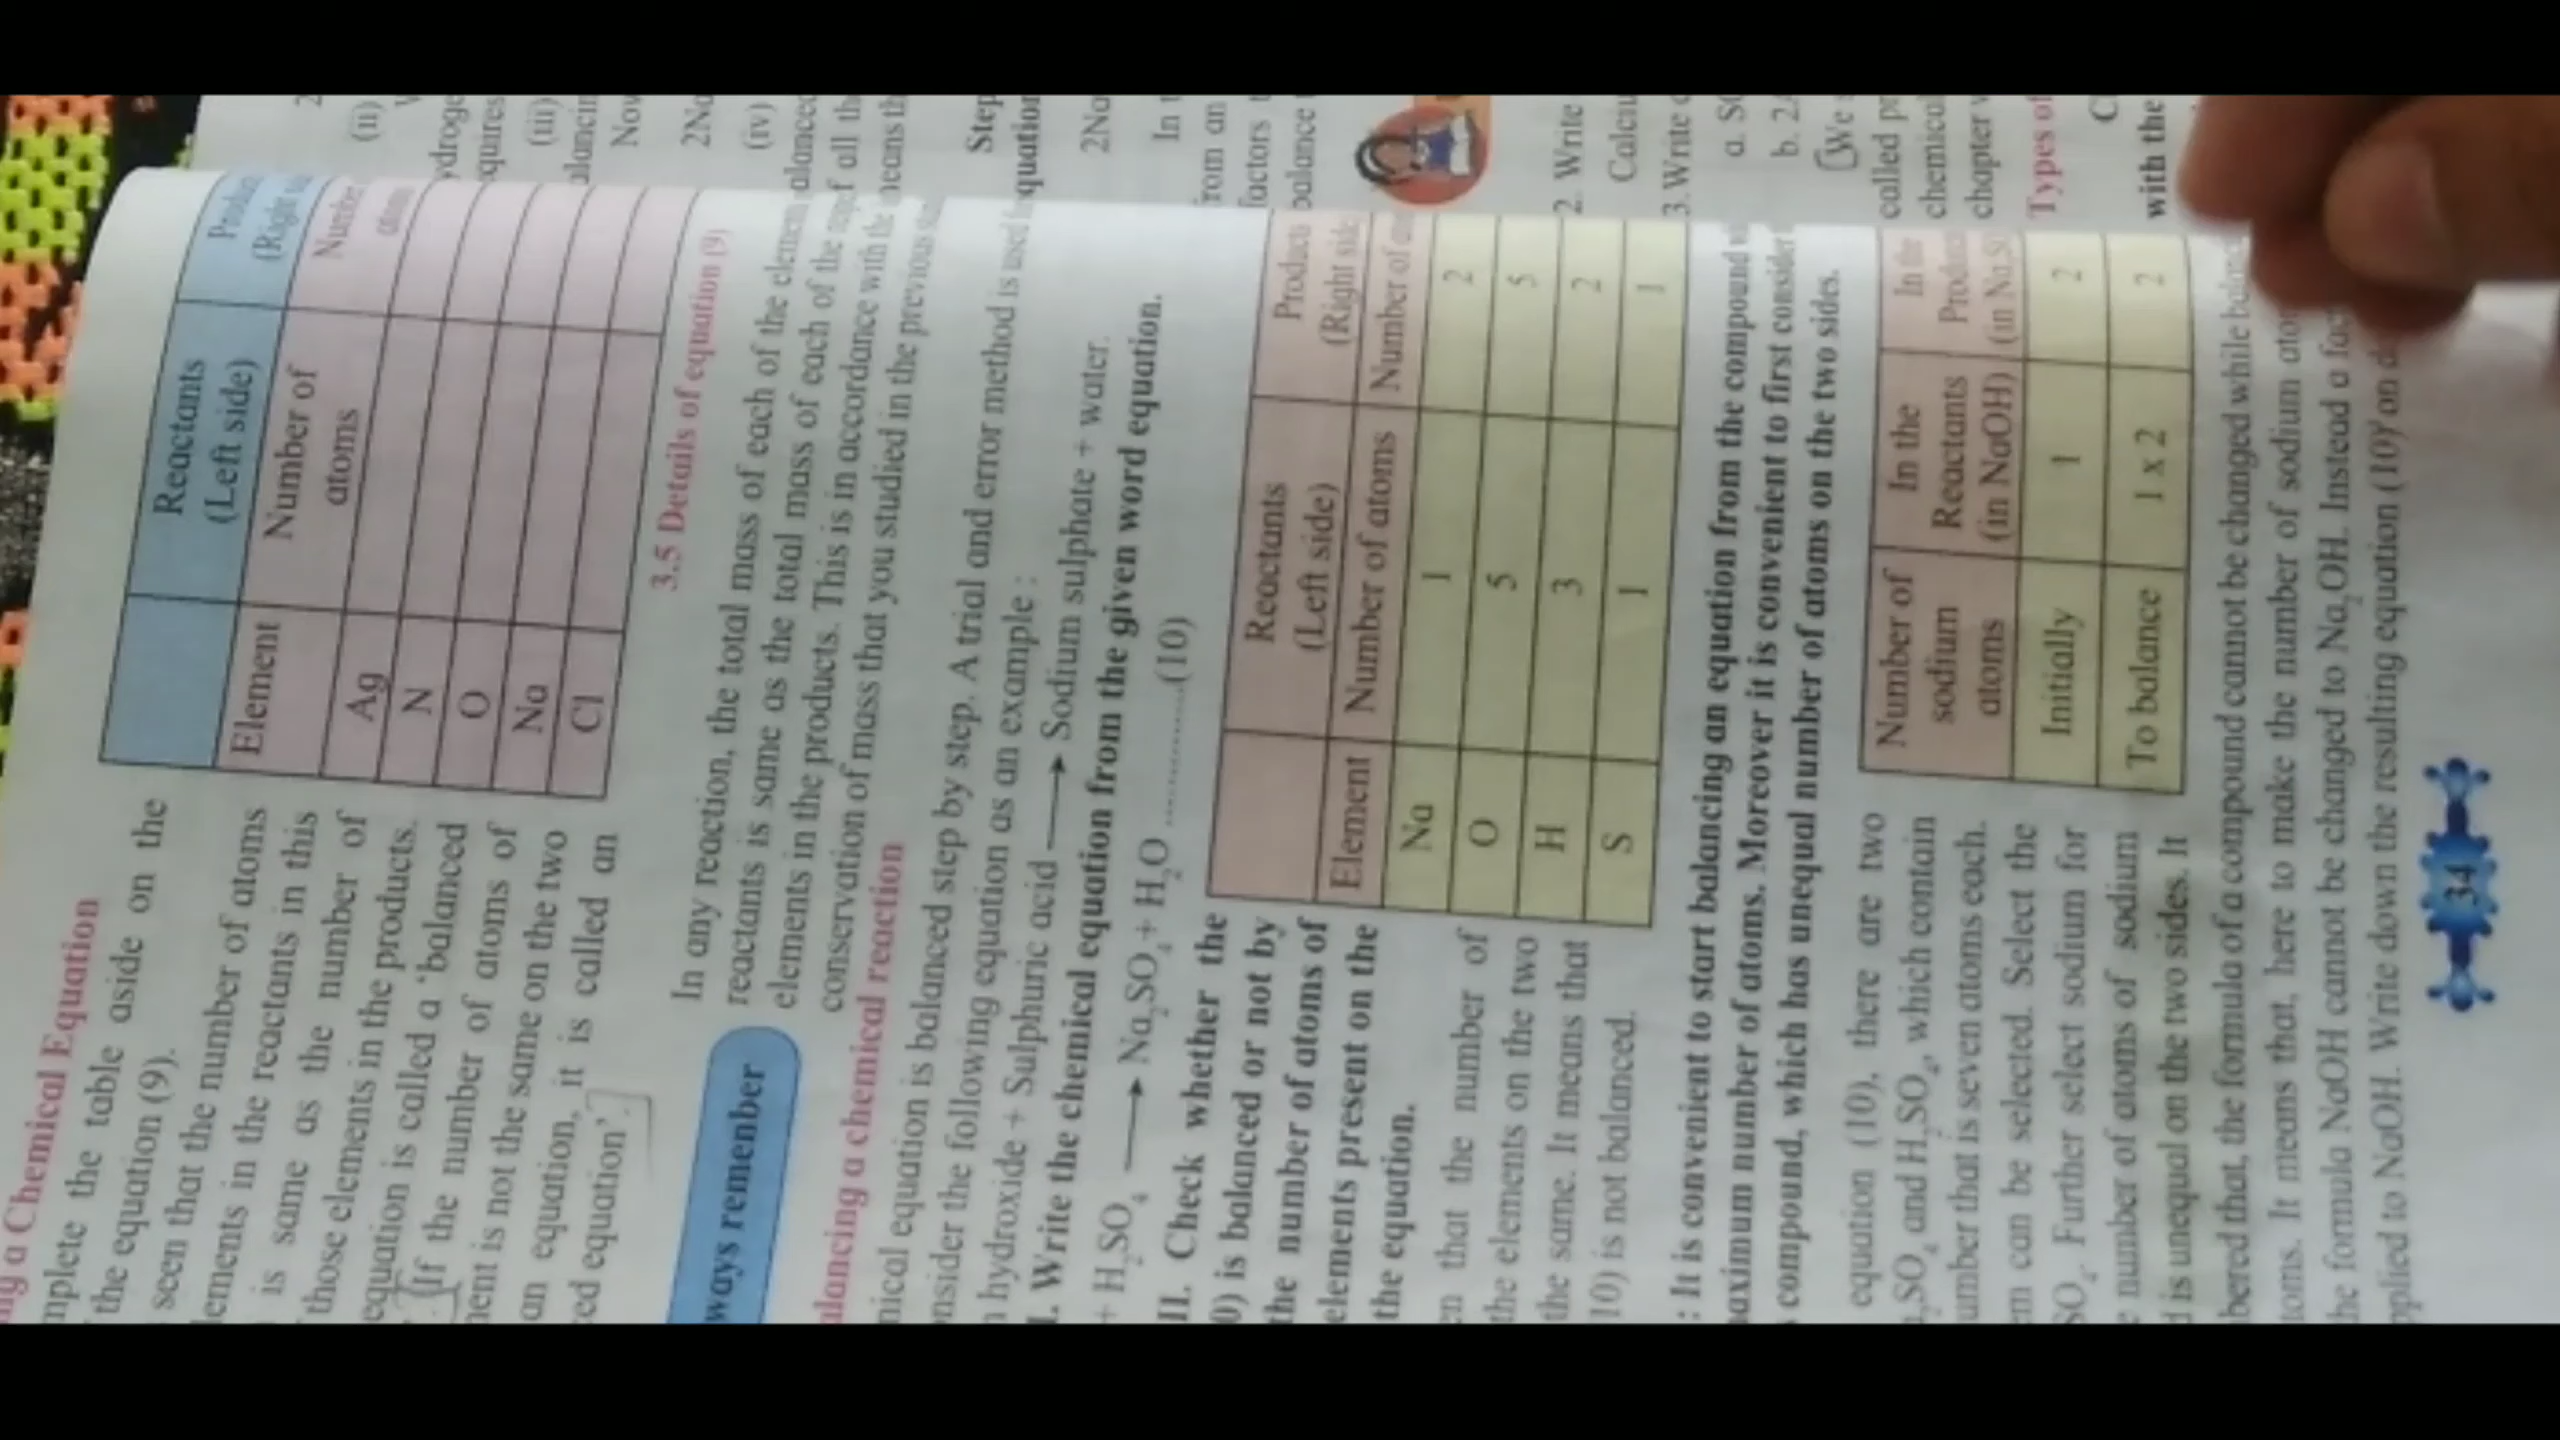 a Chemical Equation
the table aside on the
the equation (9).
seen that the number of atoms
in the reactants in this
is same as the number of
those elements in the products.
equation is called a 'balanced
If the number of atoms of
is not the same on the two
an equation, it is called an
equation'.
Reactants
(Left side)
Element
Number of
atoms
Ag
N
O
Na
Cl
3.5 Details of equation (9)
remember
In any reaction, the total mass of each of the
reactants is same as the total mass of each of the
elements in the products. This is in accordance with the
conservation of mass that you studied in the previous
a chemical reaction
equation is balanced step by step. A trial and error method is used
the following equation as an example :
hydroxide + Sulphuric acid ⟶ Sodium sulphate + water.
I. Write the chemical equation from the given word equation.
+ H₂SO₄ ⟶ Na₂SO₄ + H₂O ..............(10)
II. Check whether the
is balanced or not by
the number of atoms of
elements present on the
the equation.
that the number of
the elements on the two
the same. It means that
10) is not balanced.
Reactants Products
(Left side) (Right side
Element Number of atoms Number of
Na 1 2
O 5 5
H 3 2
S 1 1
: It is convenient to start balancing an equation from the compound
number of atoms. Moreover it is convenient to first consider
compound, which has unequal number of atoms on the two sides.
equation (10), there are two
SO₄ and H₂SO₄, which contain
that is seven atoms each.
can be selected. Select the
SO₄. Further select sodium for
number of atoms of sodium
is unequal on the two sides. It
Number of In the In the
sodium Reactants
atoms (in NaOH)
Initially 1 2
To balance 1 x 2 2
that, the formula of a compound cannot be changed while
It means that, here to make the number of sodium
formula NaOH cannot be changed to Na₂OH. Instead a
to NaOH. Write down the resulting equation (10)' on
34
2
(ii)
(iii)
Now
(iv)
all
Step
In
an
2. Write
3. Write
a.
b.
We
called
Types of
with the